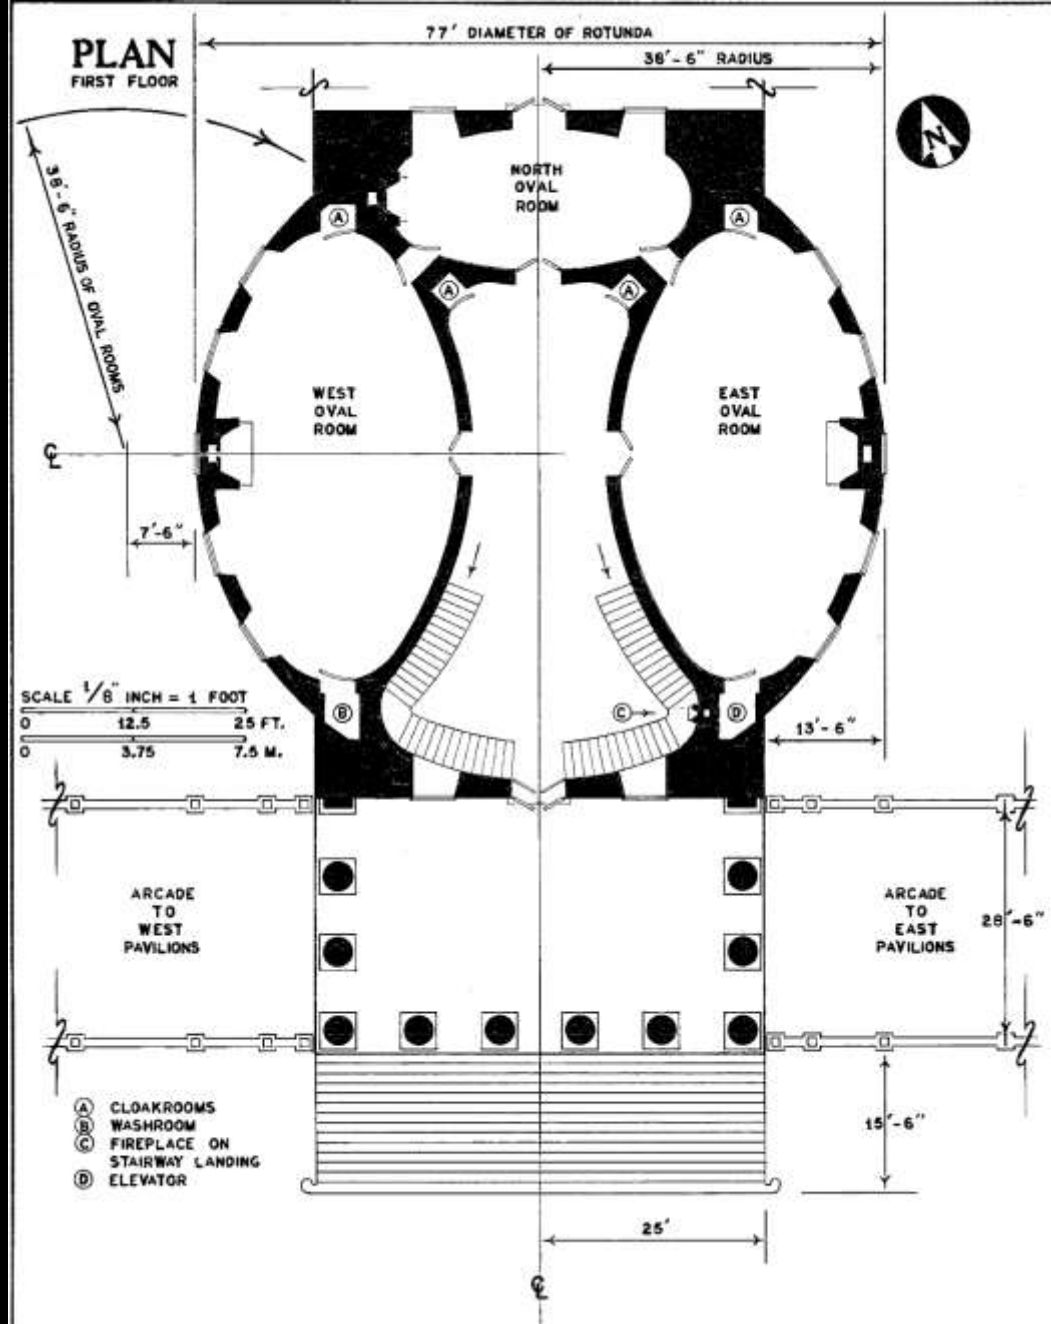 77' DIAMETER OF ROTUNDA
PLAN
FIRST FLOOR
38'-6" RADIUS
N
38'-6" RADIUS OF OVAL ROOMS
NORTH
OVAL
ROOM
A
A
A
A
WEST
OVAL
ROOM
EAST
OVAL
ROOM
℄
7'-6"
SCALE 1/8" INCH = 1 FOOT
0 12.5 25 FT.
0 3.75 7.5 M.
B
C
D
13'-6"
ARCADE
TO
WEST
PAVILIONS
ARCADE
TO
EAST
PAVILIONS
28'-6"
A CLOAKROOMS
B WASHROOM
C FIREPLACE ON
STAIRWAY LANDING
D ELEVATOR
15'-6"
25'
℄